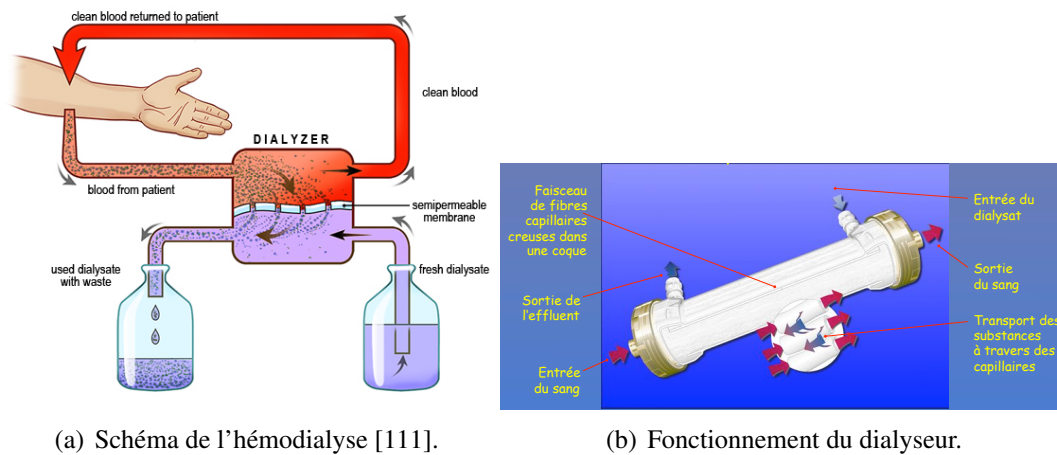 clean blood returned to patient
clean blood
DIALYZER
blood from patient
semipermeable
membrane
used dialysate
with waste
fresh dialysate
(a) Schéma de l'hémodialyse [111].
Faisceau
de fibres
capillaires
creuses dans
une coque
Entrée du
dialysat
Sortie
du sang
Sortie de
l'effluent
Transport des
substances
à travers des
capillaires
Entrée
du sang
(b) Fonctionnement du dialyseur.